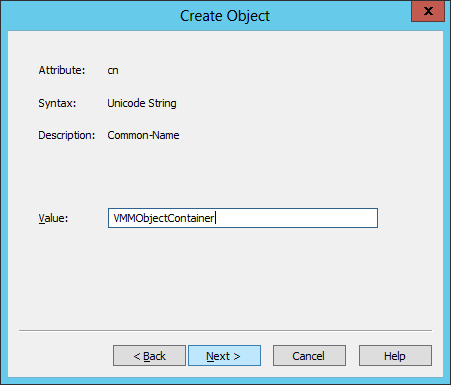 Create Object
X
Attribute: cn
Syntax: Unicode String
Description: Common-Name
Value: VMMObjectContainer
< Back Next > Cancel Help